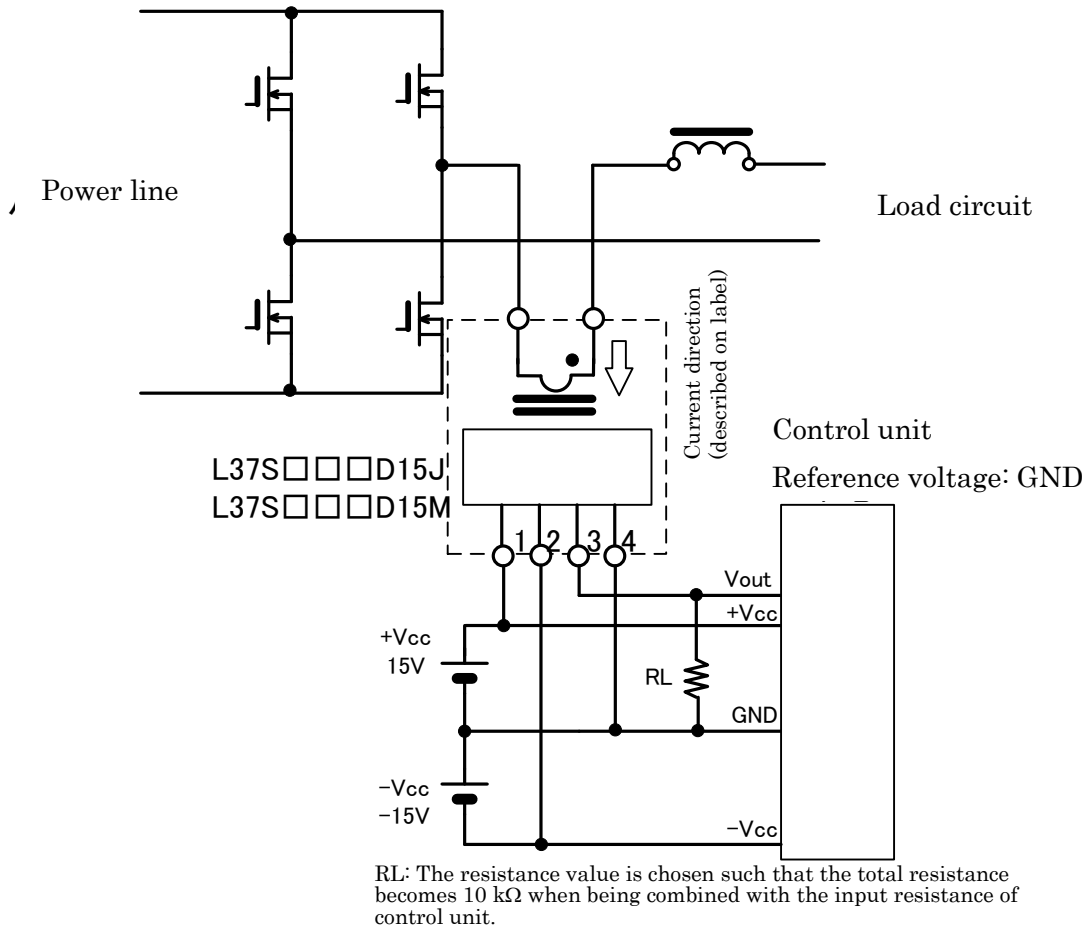 Power line
Load circuit
Current direction
(described on label)
Control unit
Reference voltage: GND
L37S□□□D15J
L37S□□□D15M
1 2 3 4
Vout
+Vcc
+Vcc
15V
RL
GND
−Vcc
−15V
−Vcc
RL: The resistance value is chosen such that the total resistance
becomes 10 kΩ when being combined with the input resistance of
control unit.